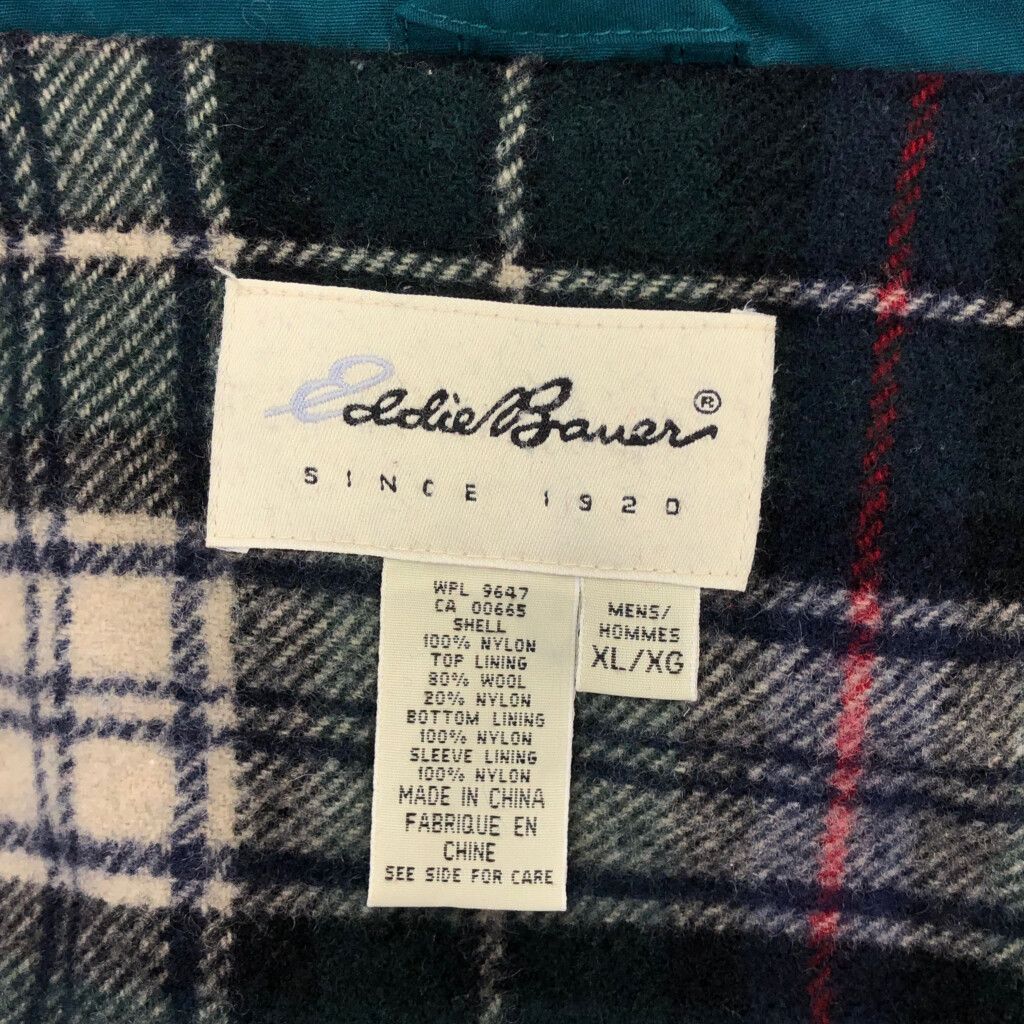 Eddie Bauer®
SINCE 1920
WPL 9647
CA 00665
SHELL
100% NYLON
TOP LINING
80% WOOL
20% NYLON
BOTTOM LINING
100% NYLON
SLEEVE LINING
100% NYLON
MADE IN CHINA
FABRIQUE EN
CHINE
SEE SIDE FOR CARE
MENS/
HOMMES
XL/XG